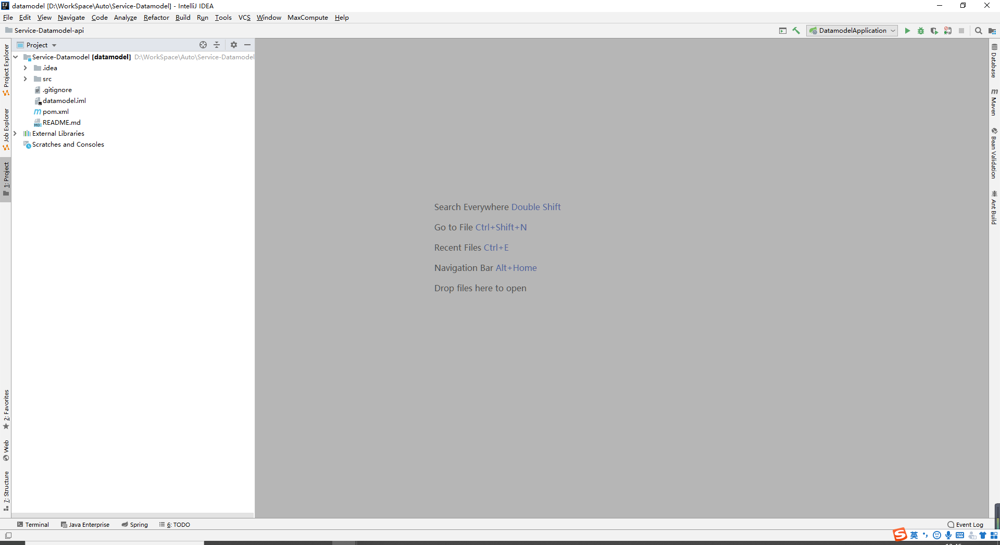 datamodel [D:\WorkSpace\Auto\Service-Datamodel] - IntelliJ IDEA
File Edit View Navigate Code Analyze Refactor Build Run Tools VCS Window MaxCompute Help
Service-Datamodel-api
DatamodelApplication
Project
Service-Datamodel [datamodel] D:\WorkSpace\Auto\Service-Datamodel
.idea
src
.gitignore
datamodel.iml
pom.xml
README.md
External Libraries
Scratches and Consoles
Project Explorer
Job Explorer
1: Project
2: Favorites
Web
7: Structure
Search Everywhere Double Shift
Go to File Ctrl+Shift+N
Recent Files Ctrl+E
Navigation Bar Alt+Home
Drop files here to open
Database
Maven
Bean Validation
Ant Build
Terminal Java Enterprise Spring 6: TODO
Event Log
英